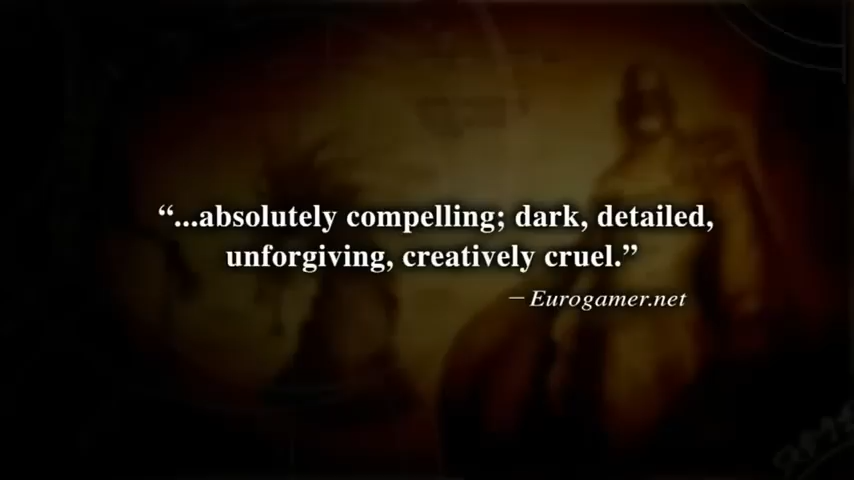 “...absolutely compelling; dark, detailed,
unforgiving, creatively cruel.”
— Eurogamer.net